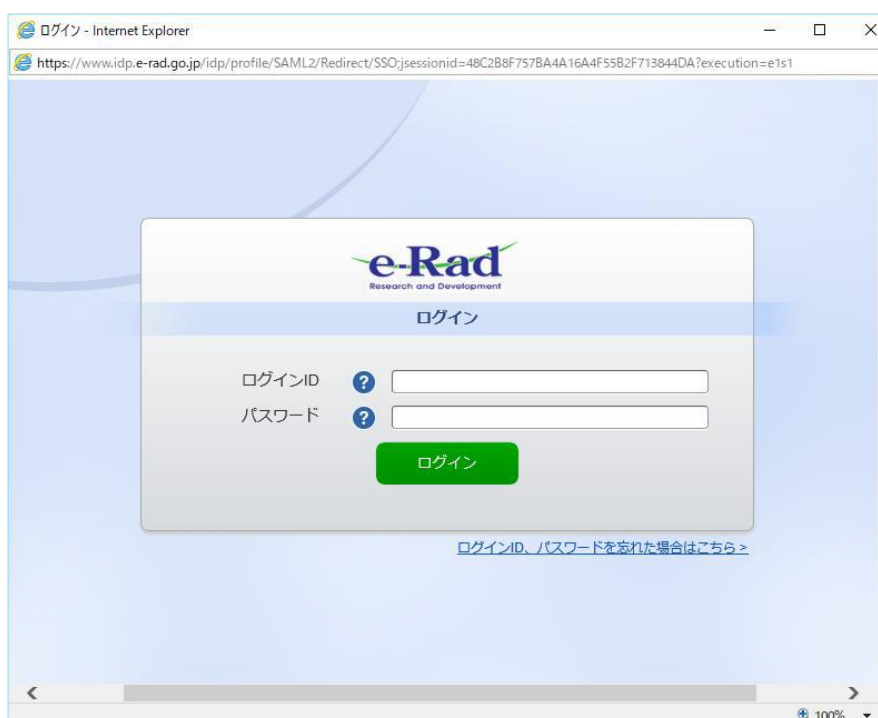 ログイン - Internet Explorer
https://www.idp.e-rad.go.jp/idp/profile/SAML2/Redirect/SSO;jsessionid=48C2B8F757BA4A16A4F55B2F713844DA?execution=e1s1
e-Rad
Research and Development
ログイン
ログインID ?
パスワード ?
ログイン
ログインID、パスワードを忘れた場合はこちら >
100%